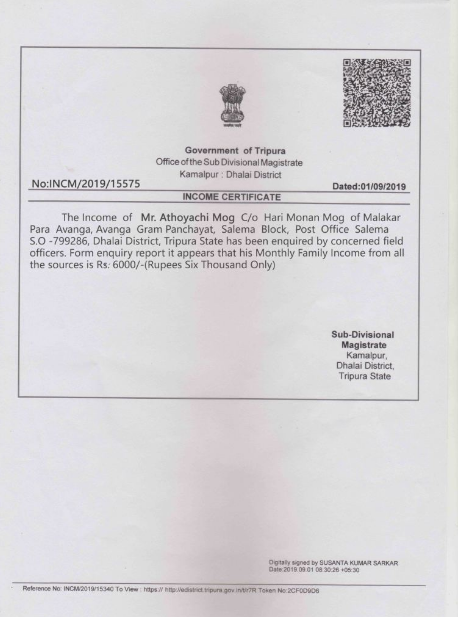 Government of Tripura
Office of the Sub Divisional Magistrate
Kamalpur : Dhalai District
No:INCM/2019/15575
Dated:01/09/2019
INCOME CERTIFICATE
The Income of Mr. Athoyachi Mog C/o Hari Monan Mog of Malakar
Para Avanga, Avanga Gram Panchayat, Salema Block, Post Office Salema
S.O -799286, Dhalai District, Tripura State has been enquired by concerned field
officers. Form enquiry report it appears that his Monthly Family Income from all
the sources is Rs: 6000/-(Rupees Six Thousand Only)
Sub-Divisional
Magistrate
Kamalpur,
Dhalai District,
Tripura State
Digitally signed by SUSANTA KUMAR SARKAR
Date:2019.09.01 08:30:26 +05:30
Reference No: INCM/2019/15340 To View : https:// http://edistrict.tripura.gov.in/t/r7R Token No:2CF0D9D8